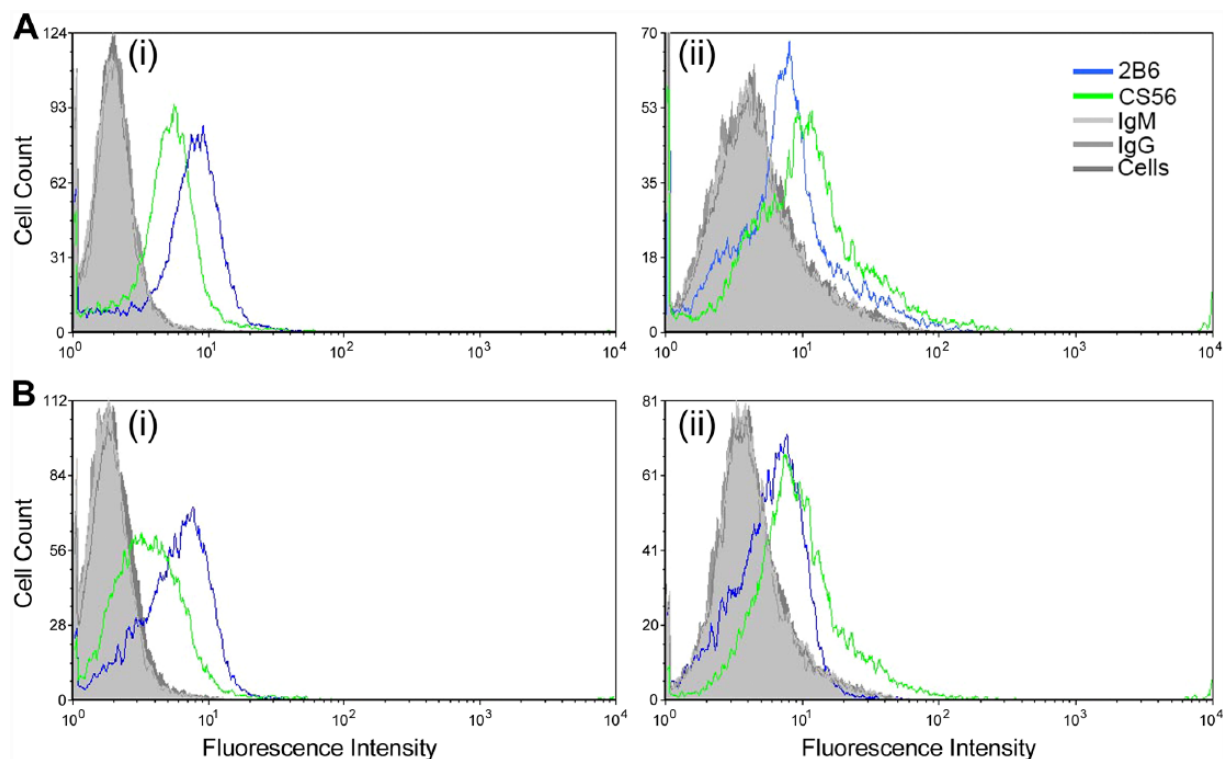 A
(i)
124
93
62
31
0
Cell Count
10^0
10^1
10^2
10^3
10^4
(ii)
70
53
35
18
0
10^0
10^1
10^2
10^3
10^4
2B6
CS56
IgM
IgG
Cells
B
(i)
112
84
56
28
0
Cell Count
10^0
10^1
10^2
10^3
10^4
Fluorescence Intensity
(ii)
81
61
41
20
0
10^0
10^1
10^2
10^3
10^4
Fluorescence Intensity